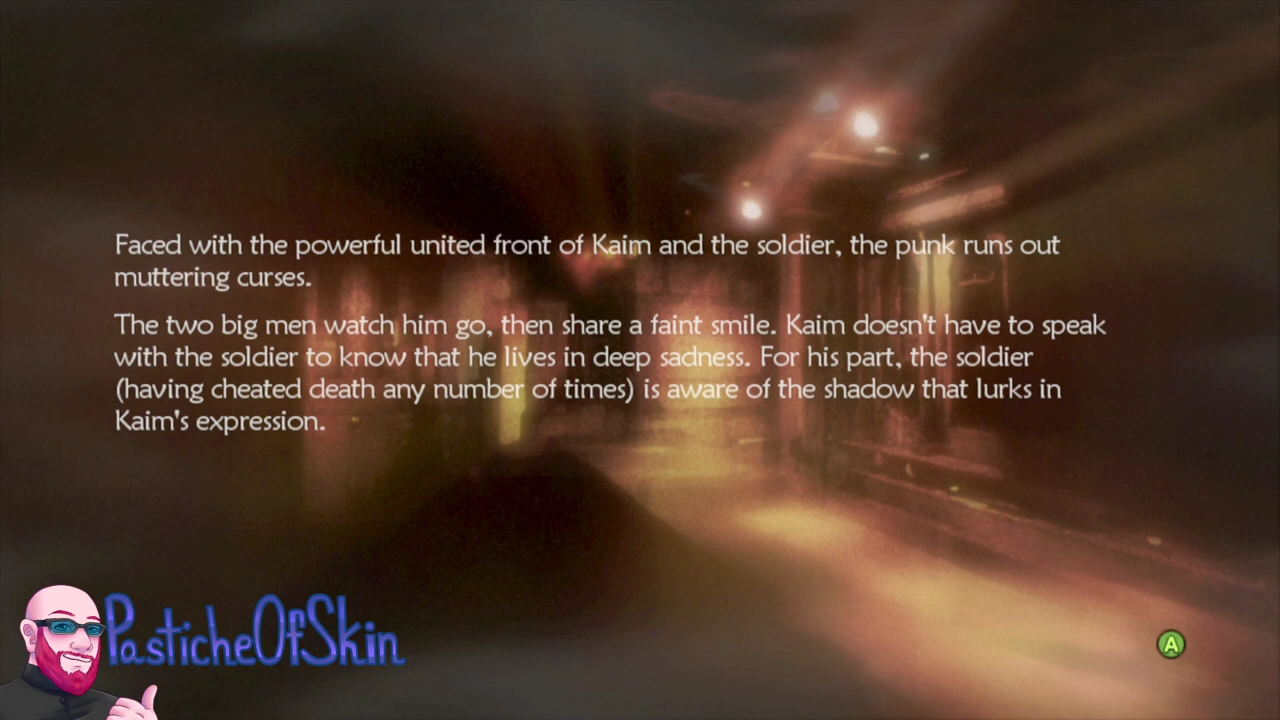 Faced with the powerful united front of Kaim and the soldier, the punk runs out
muttering curses.
The two big men watch him go, then share a faint smile. Kaim doesn't have to speak
with the soldier to know that he lives in deep sadness. For his part, the soldier
(having cheated death any number of times) is aware of the shadow that lurks in
Kaim's expression.
PasticheOfSkin
A